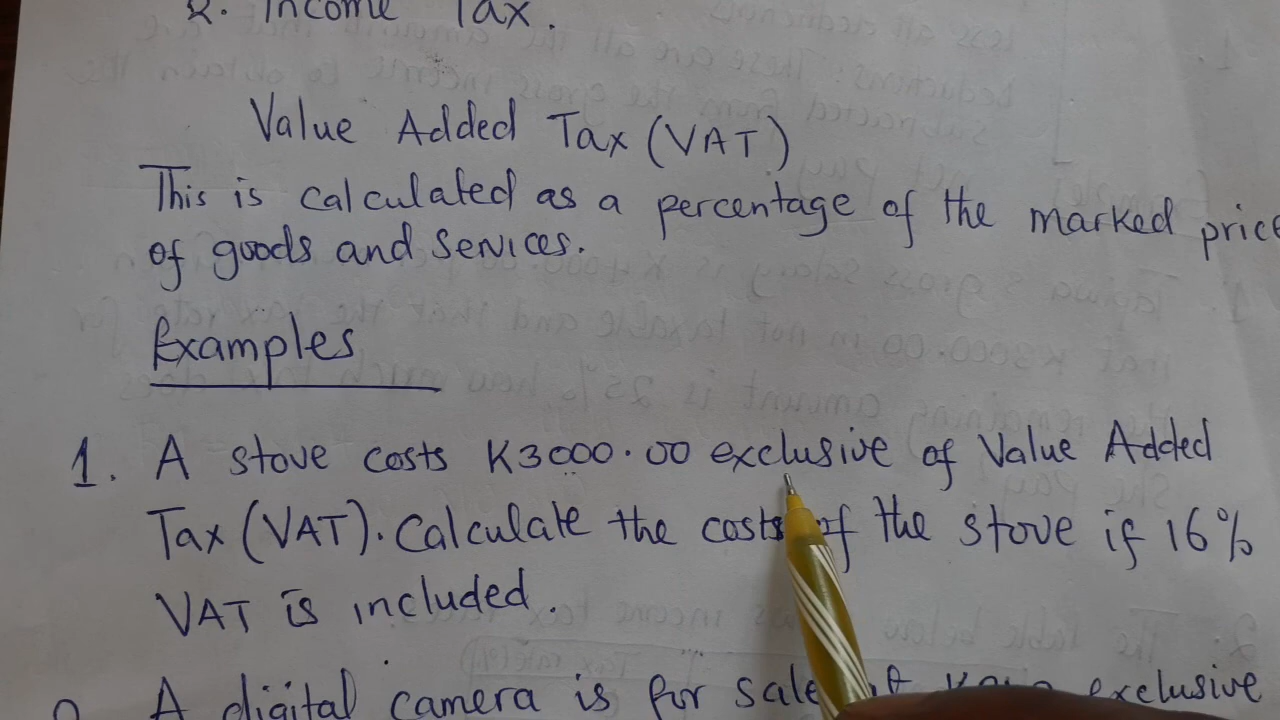 2. Income Tax.
Value Added Tax (VAT)
This is calculated as a percentage of the marked price
of goods and services.
Examples
1. A stove costs K3000.00 exclusive of Value Added
Tax (VAT). Calculate the costs of the stove if 16%
VAT is included.
A digital camera is for sale exclusive